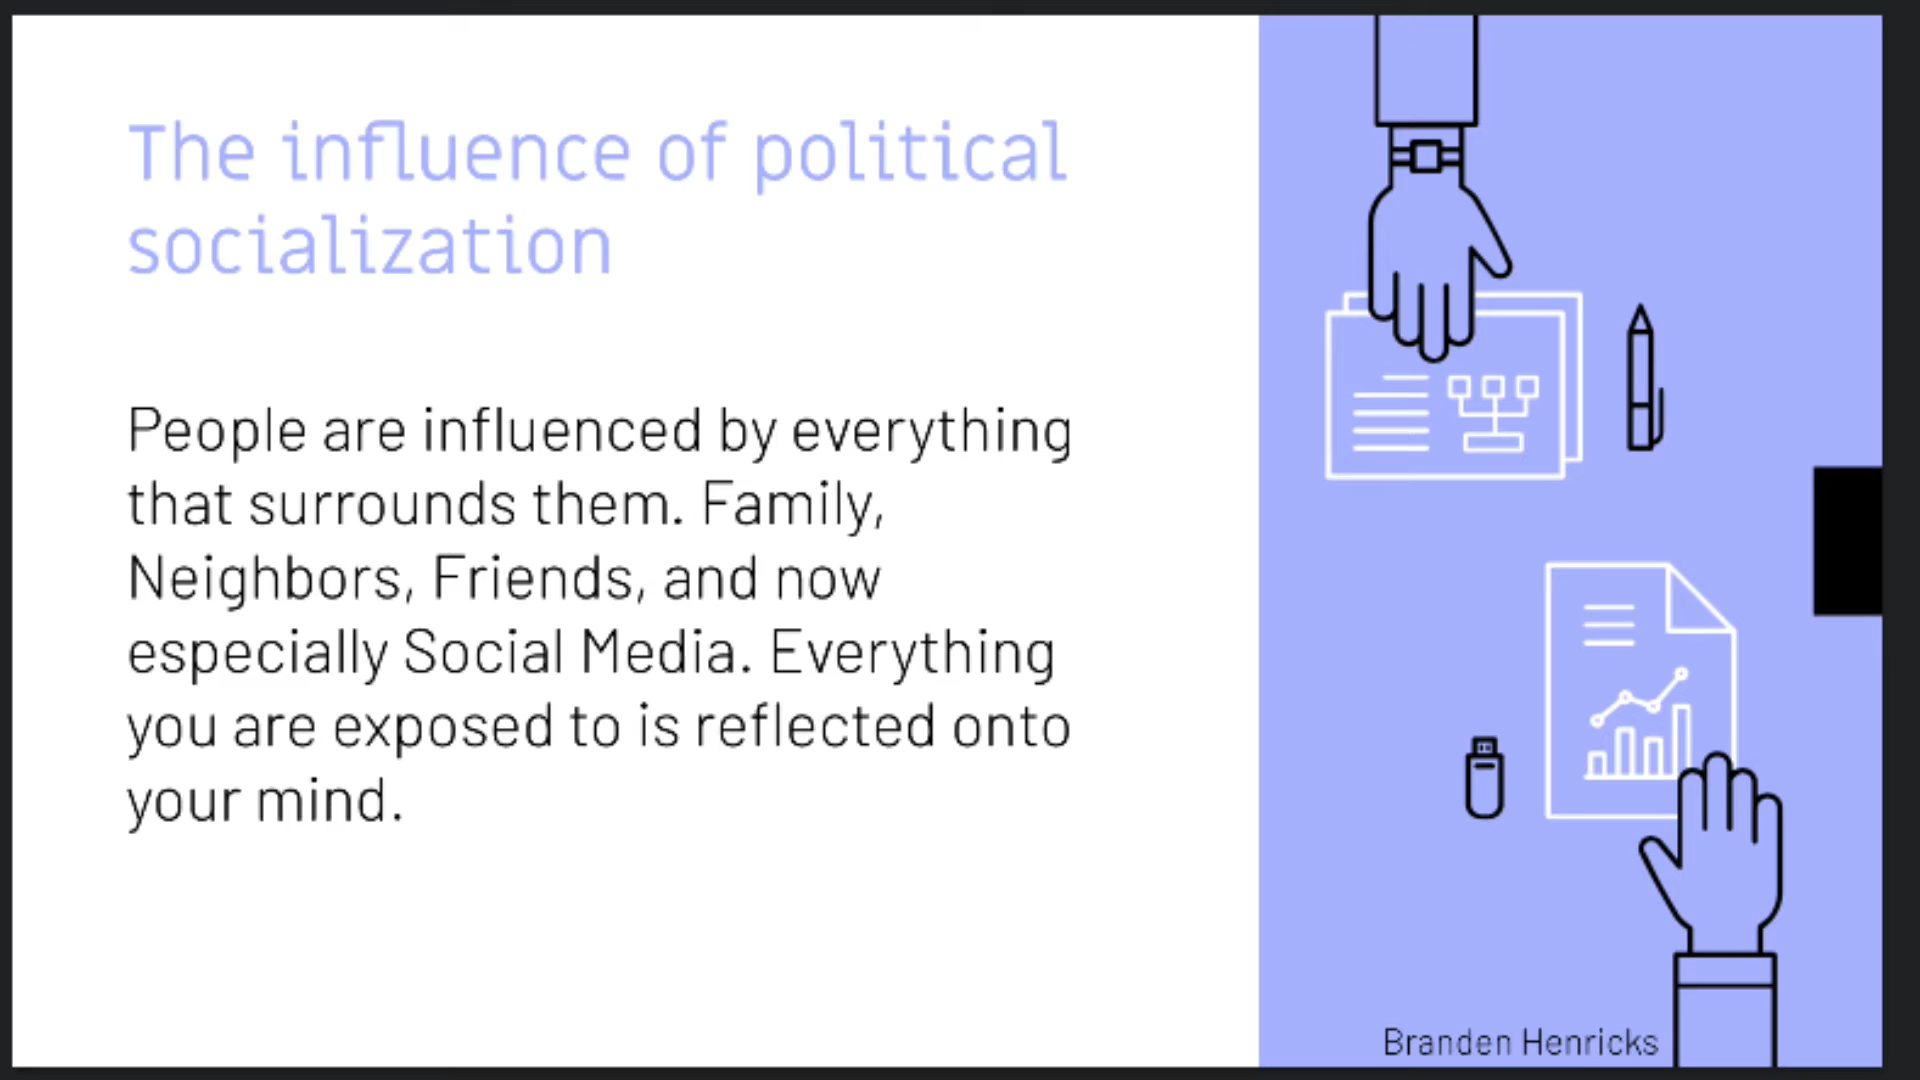 The influence of political
socialization
People are influenced by everything
that surrounds them. Family,
Neighbors, Friends, and now
especially Social Media. Everything
you are exposed to is reflected onto
your mind.
Branden Henricks